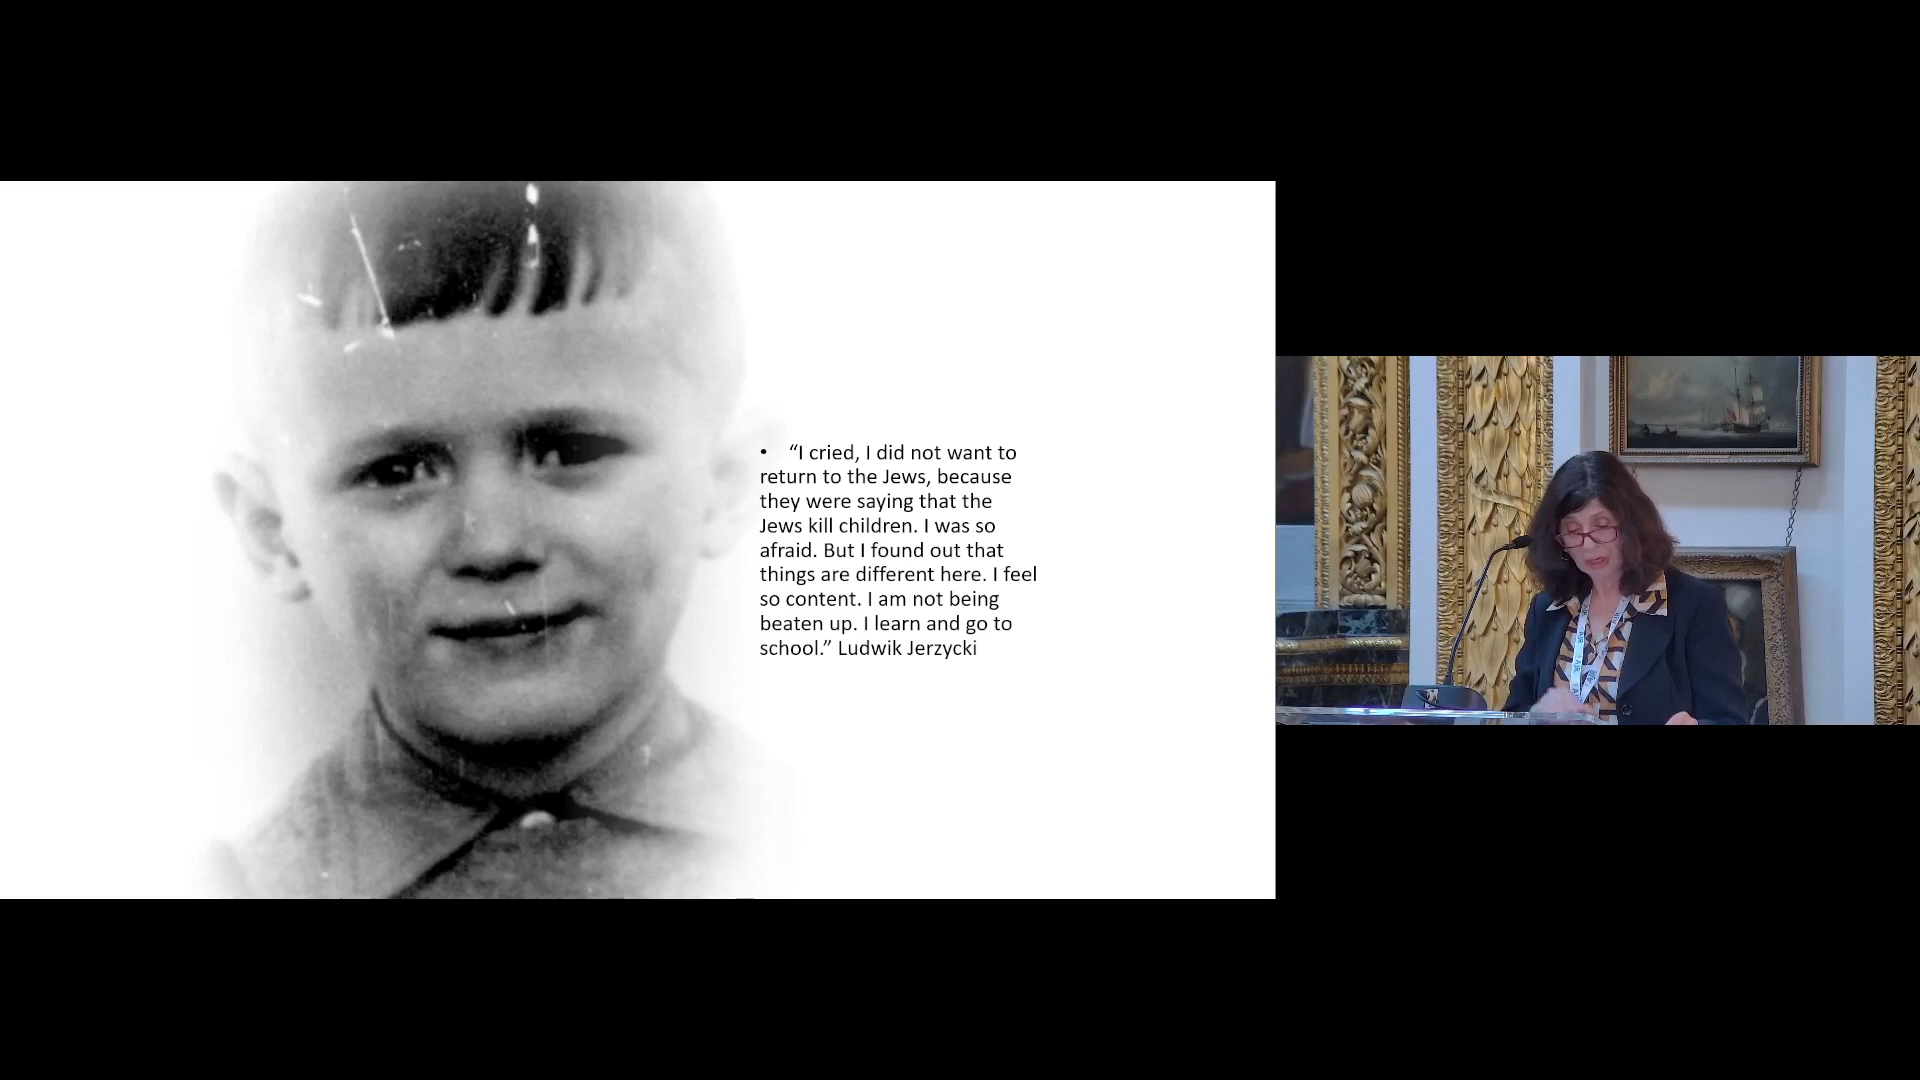 • “I cried, I did not want to
return to the Jews, because
they were saying that the
Jews kill children. I was so
afraid. But I found out that
things are different here. I feel
so content. I am not being
beaten up. I learn and go to
school.” Ludwik Jerzycki
AJR
AJR